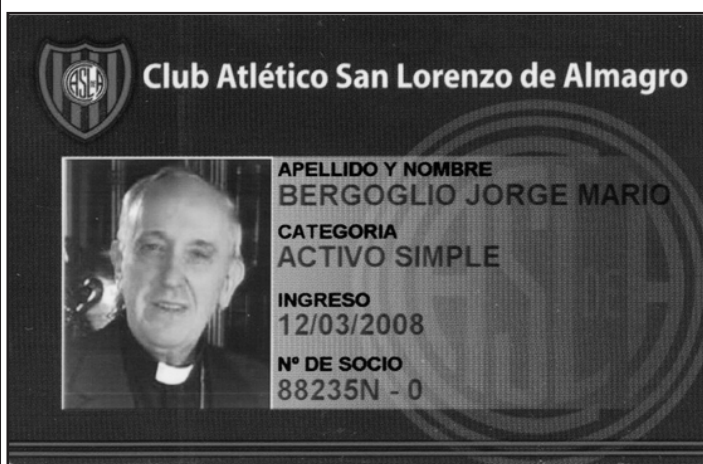 CASLA
Club Atlético San Lorenzo de Almagro
APELLIDO Y NOMBRE
BERGOGLIO JORGE MARIO
CATEGORIA
ACTIVO SIMPLE
INGRESO
12/03/2008
Nº DE SOCIO
88235N - 0